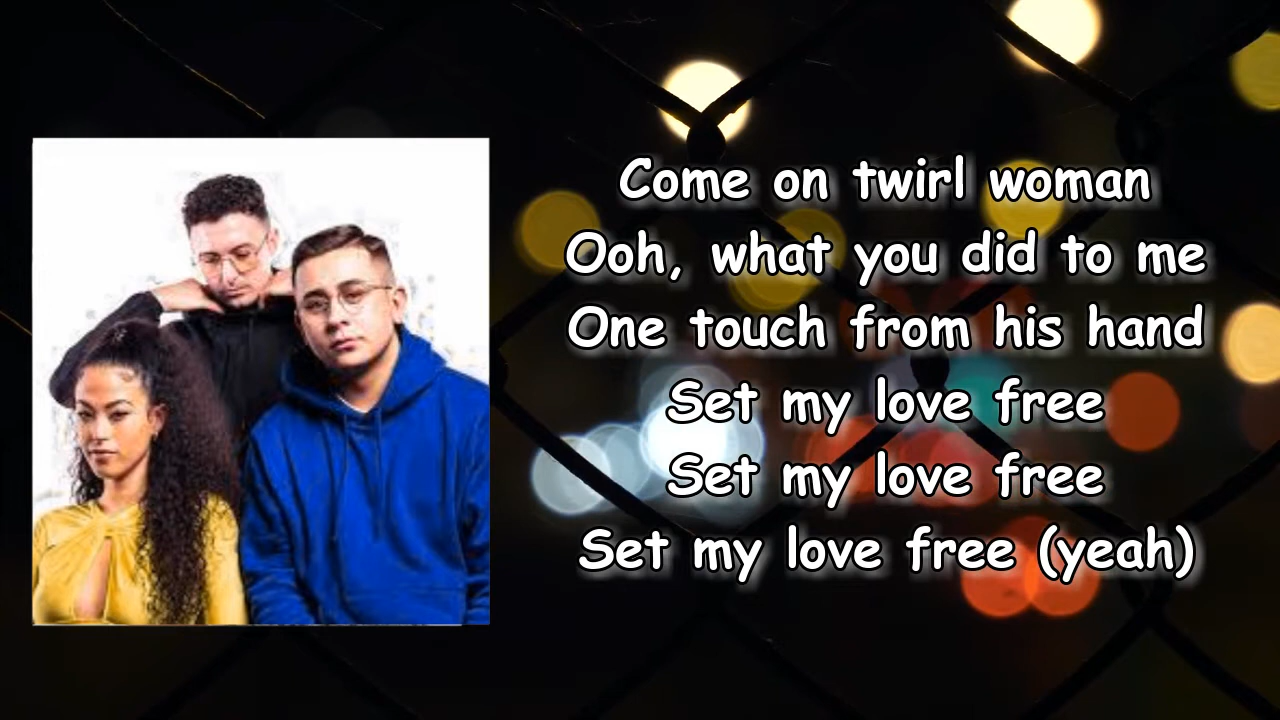 Come on twirl woman
Ooh, what you did to me
One touch from his hand
Set my love free
Set my love free
Set my love free (yeah)